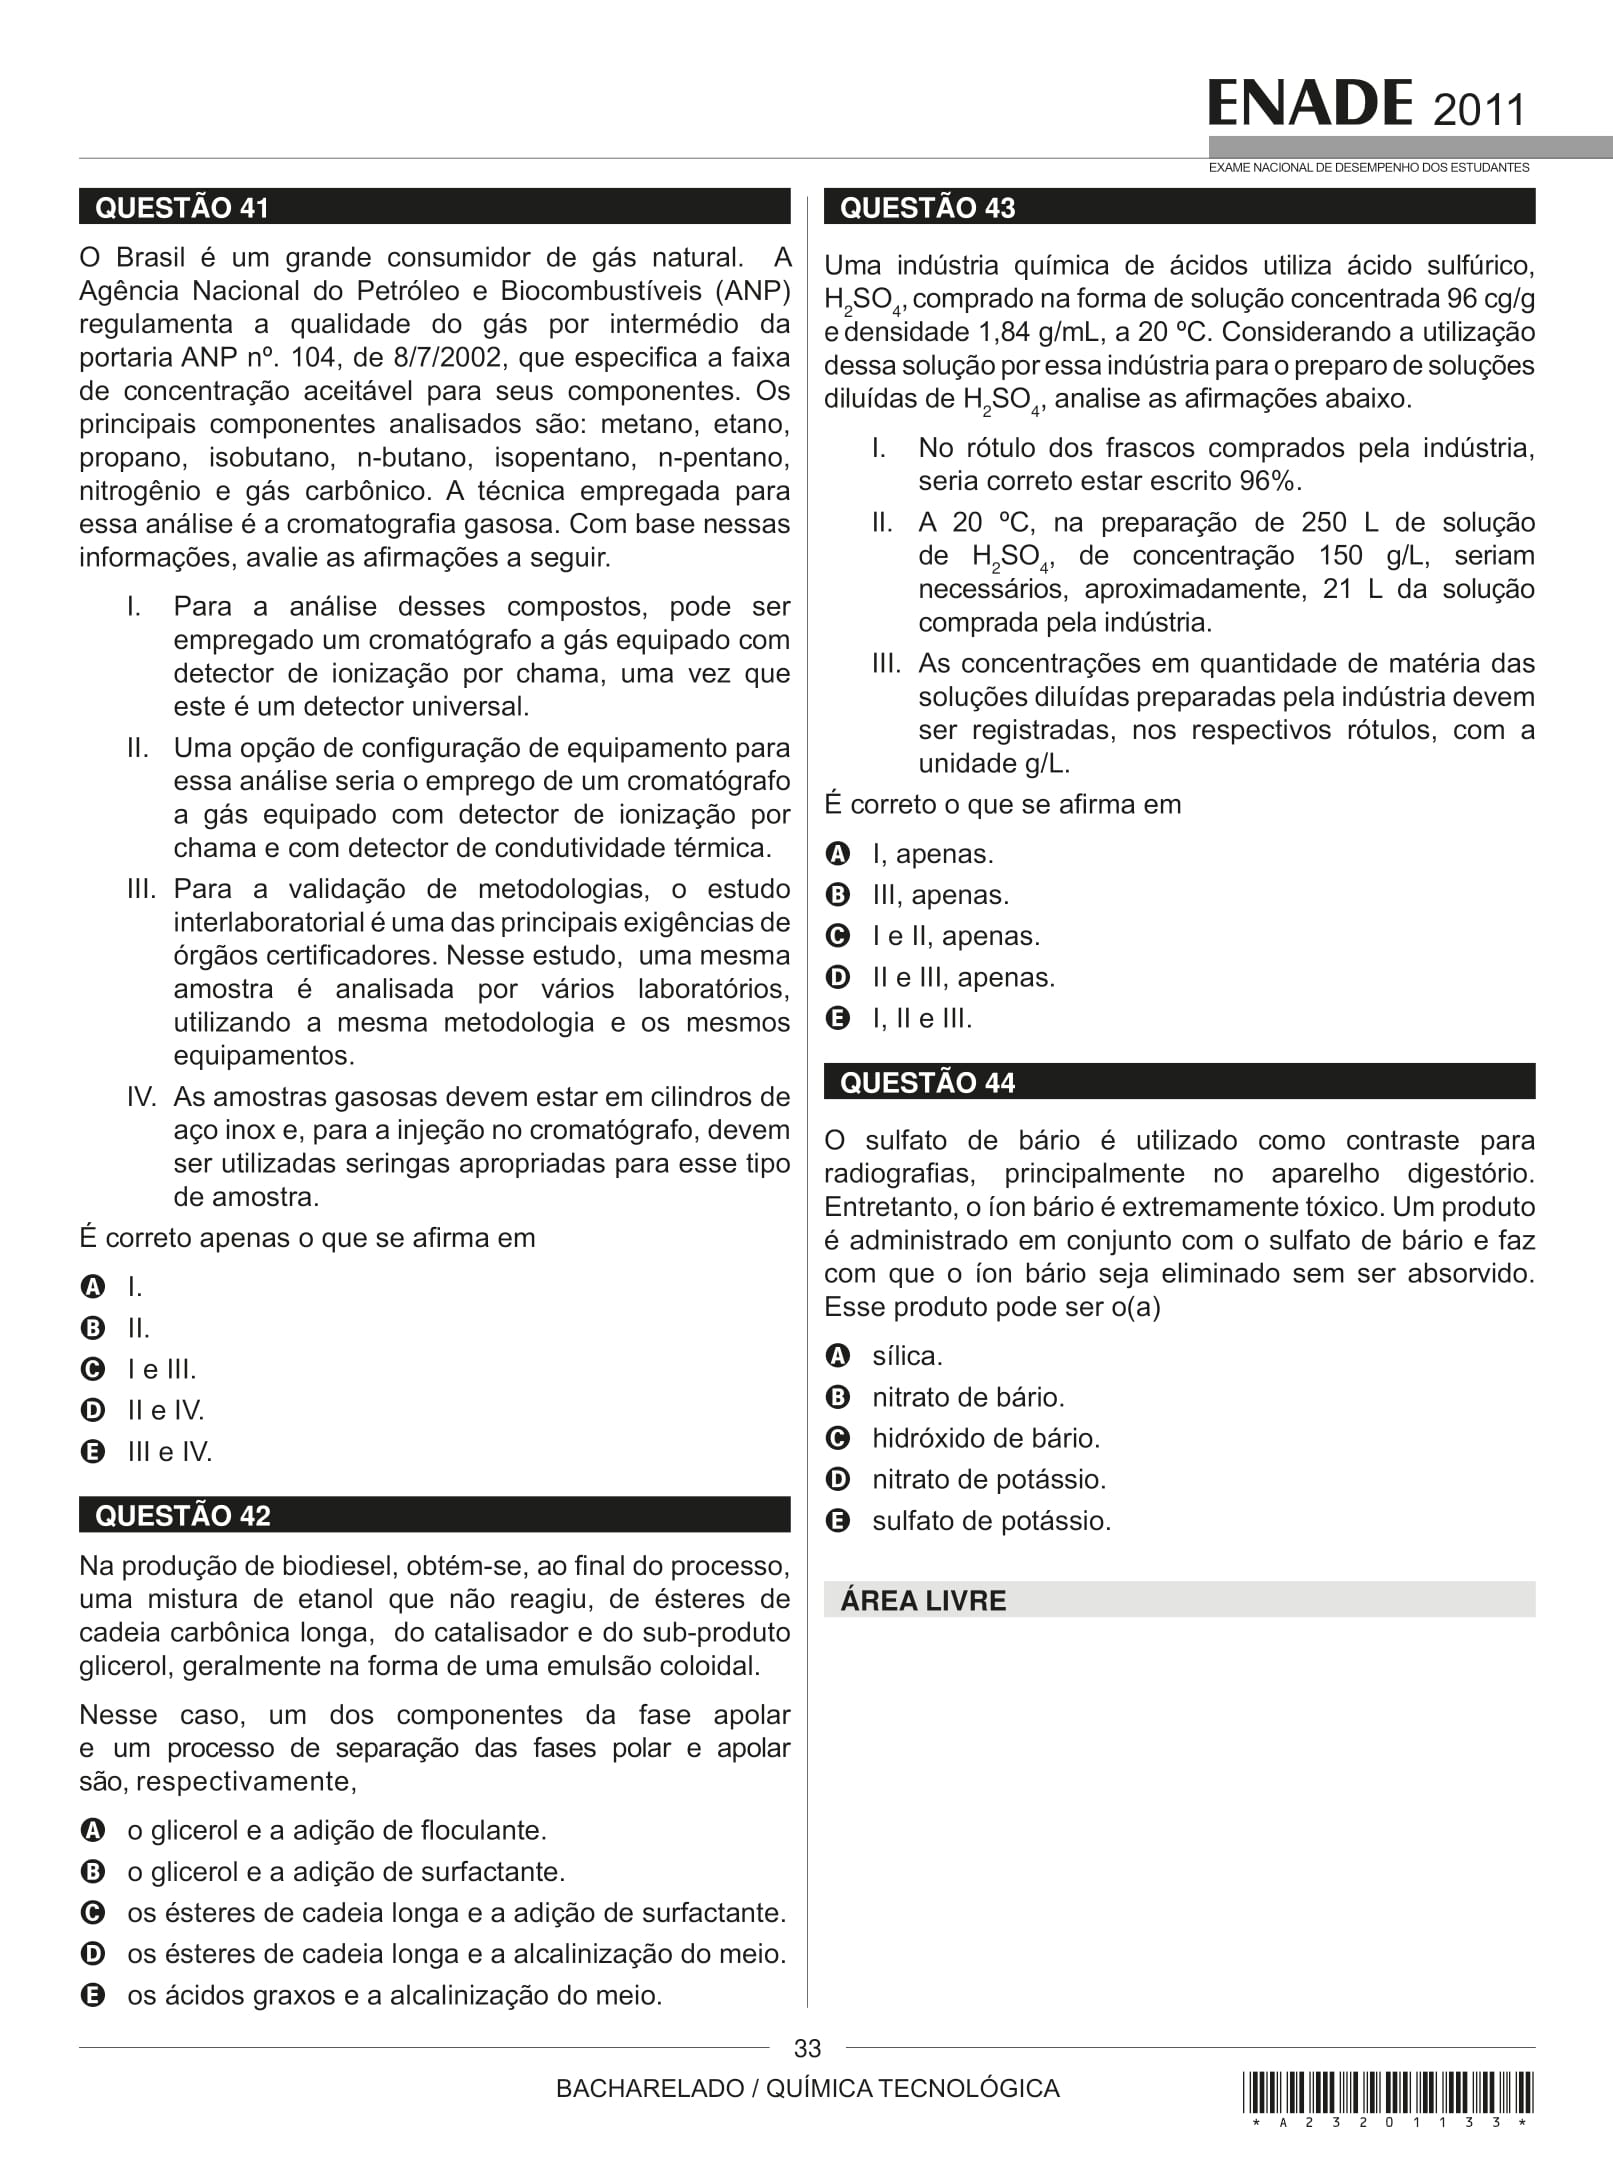 ENADE 2011
EXAME NACIONAL DE DESEMPENHO DOS ESTUDANTES
QUESTÃO 41
O Brasil é um grande consumidor de gás natural. A
Agência Nacional do Petróleo e Biocombustíveis (ANP)
regulamenta a qualidade do gás por intermédio da
portaria ANP nº. 104, de 8/7/2002, que especifica a faixa
de concentração aceitável para seus componentes. Os
principais componentes analisados são: metano, etano,
propano, isobutano, n-butano, isopentano, n-pentano,
nitrogênio e gás carbônico. A técnica empregada para
essa análise é a cromatografia gasosa. Com base nessas
informações, avalie as afirmações a seguir.
I. Para a análise desses compostos, pode ser
empregado um cromatógrafo a gás equipado com
detector de ionização por chama, uma vez que
este é um detector universal.
II. Uma opção de configuração de equipamento para
essa análise seria o emprego de um cromatógrafo
a gás equipado com detector de ionização por
chama e com detector de condutividade térmica.
III. Para a validação de metodologias, o estudo
interlaboratorial é uma das principais exigências de
órgãos certificadores. Nesse estudo, uma mesma
amostra é analisada por vários laboratórios,
utilizando a mesma metodologia e os mesmos
equipamentos.
IV. As amostras gasosas devem estar em cilindros de
aço inox e, para a injeção no cromatógrafo, devem
ser utilizadas seringas apropriadas para esse tipo
de amostra.
É correto apenas o que se afirma em
A I.
B II.
C I e III.
D II e IV.
E III e IV.
QUESTÃO 42
Na produção de biodiesel, obtém-se, ao final do processo,
uma mistura de etanol que não reagiu, de ésteres de
cadeia carbônica longa, do catalisador e do sub-produto
glicerol, geralmente na forma de uma emulsão coloidal.
Nesse caso, um dos componentes da fase apolar
e um processo de separação das fases polar e apolar
são, respectivamente,
A o glicerol e a adição de floculante.
B o glicerol e a adição de surfactante.
C os ésteres de cadeia longa e a adição de surfactante.
D os ésteres de cadeia longa e a alcalinização do meio.
E os ácidos graxos e a alcalinização do meio.
QUESTÃO 43
Uma indústria química de ácidos utiliza ácido sulfúrico,
H₂SO₄, comprado na forma de solução concentrada 96 cg/g
e densidade 1,84 g/mL, a 20 ºC. Considerando a utilização
dessa solução por essa indústria para o preparo de soluções
diluídas de H₂SO₄, analise as afirmações abaixo.
I. No rótulo dos frascos comprados pela indústria,
seria correto estar escrito 96%.
II. A 20 ºC, na preparação de 250 L de solução
de H₂SO₄, de concentração 150 g/L, seriam
necessários, aproximadamente, 21 L da solução
comprada pela indústria.
III. As concentrações em quantidade de matéria das
soluções diluídas preparadas pela indústria devem
ser registradas, nos respectivos rótulos, com a
unidade g/L.
É correto o que se afirma em
A I, apenas.
B III, apenas.
C I e II, apenas.
D II e III, apenas.
E I, II e III.
QUESTÃO 44
O sulfato de bário é utilizado como contraste para
radiografias, principalmente no aparelho digestório.
Entretanto, o íon bário é extremamente tóxico. Um produto
é administrado em conjunto com o sulfato de bário e faz
com que o íon bário seja eliminado sem ser absorvido.
Esse produto pode ser o(a)
A sílica.
B nitrato de bário.
C hidróxido de bário.
D nitrato de potássio.
E sulfato de potássio.
ÁREA LIVRE
33
BACHARELADO / QUÍMICA TECNOLÓGICA
* A 2 3 2 0 1 1 3 3 *